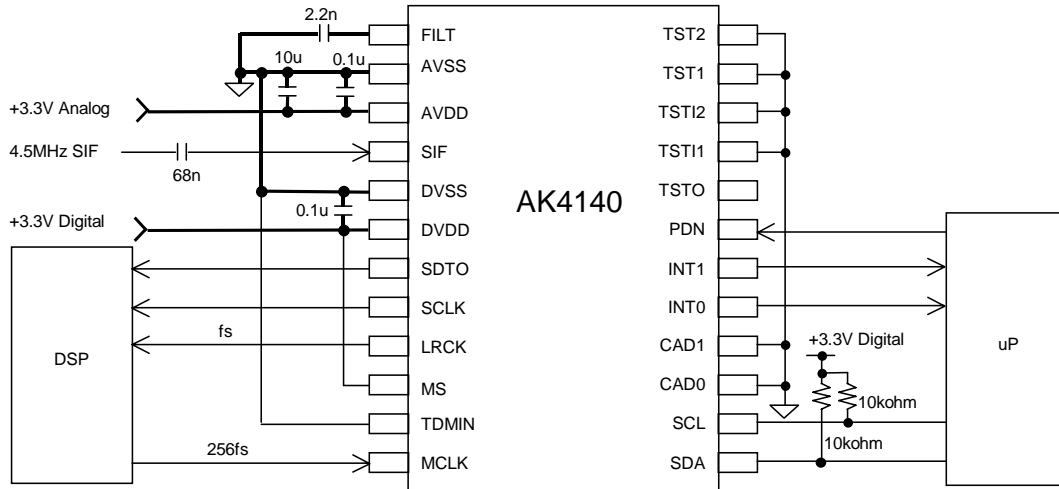 2.2n
FILT
TST2
10u
0.1u
AVSS
TST1
+3.3V Analog
AVDD
TSTI2
4.5MHz SIF
68n
SIF
TSTI1
DVSS
TSTO
AK4140
0.1u
+3.3V Digital
DVDD
PDN
SDTO
INT1
SCLK
INT0
fs
LRCK
CAD1
+3.3V Digital
DSP
uP
MS
CAD0
10kohm
TDMIN
SCL
10kohm
256fs
MCLK
SDA